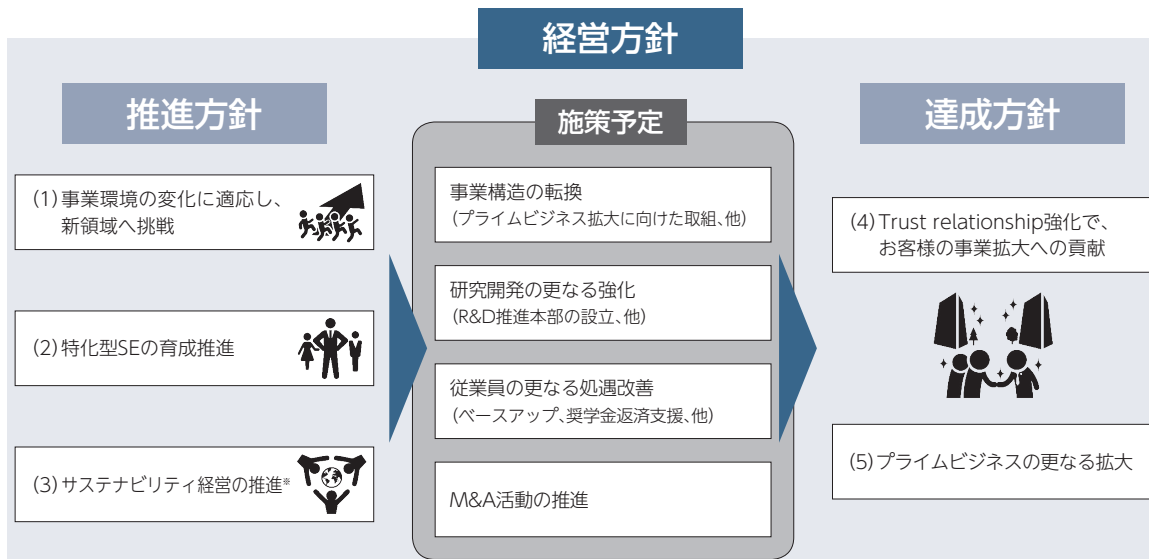 経営方針
推進方針
(1)事業環境の変化に適応し、
新領域へ挑戦
(2)特化型SEの育成推進
(3)サステナビリティ経営の推進※
施策予定
事業構造の転換
(プライムビジネス拡大に向けた取組、他)
研究開発の更なる強化
(R&D推進本部の設立、他)
従業員の更なる処遇改善
(ベースアップ、奨学金返済支援、他)
M&A活動の推進
達成方針
(4)Trust relationship強化で、
お客様の事業拡大への貢献
(5)プライムビジネスの更なる拡大